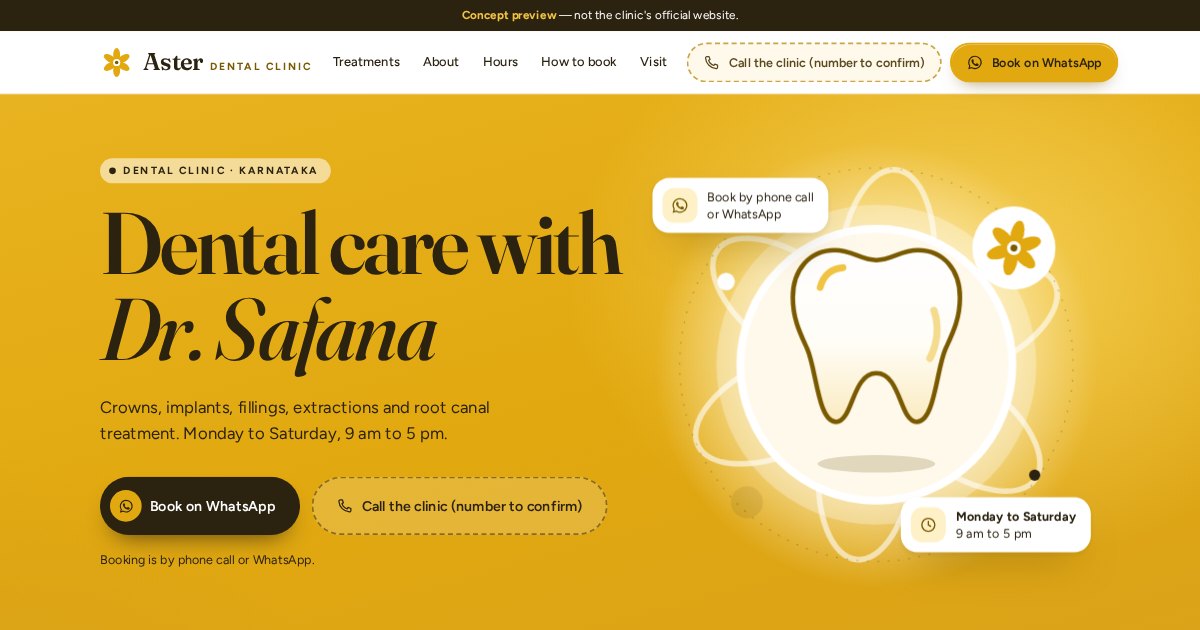 Concept preview — not the clinic's official website.
Aster DENTAL CLINIC
Treatments
About
Hours
How to book
Visit
Call the clinic (number to confirm)
Book on WhatsApp
DENTAL CLINIC · KARNATAKA
Dental care with
Dr. Safana
Crowns, implants, fillings, extractions and root canal
treatment. Monday to Saturday, 9 am to 5 pm.
Book on WhatsApp
Call the clinic (number to confirm)
Booking is by phone call or WhatsApp.
Book by phone call
or WhatsApp
Monday to Saturday
9 am to 5 pm